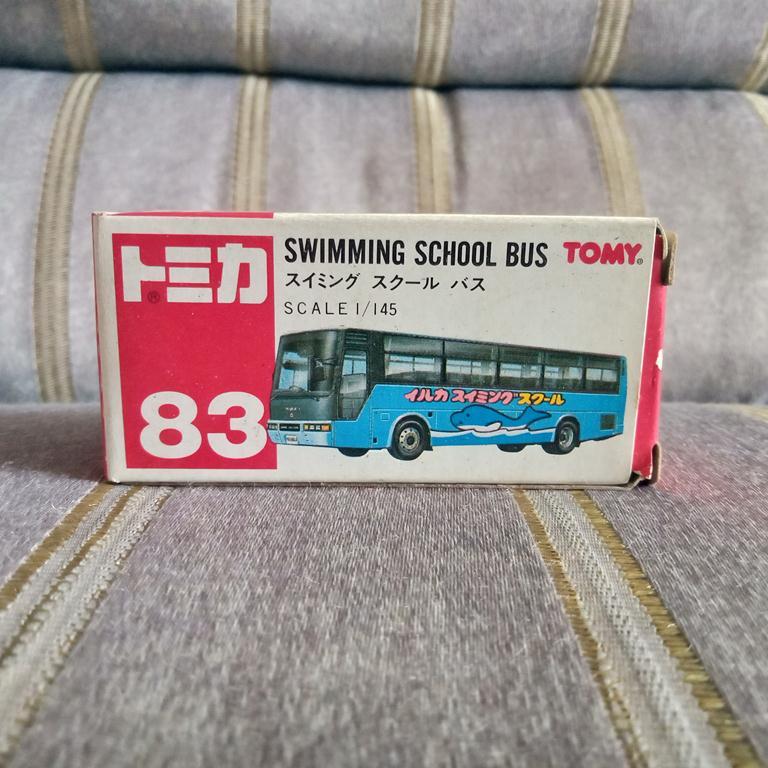 トミカ®
83
SWIMMING SCHOOL BUS TOMY®
スイミング スクール バス
SCALE 1/145
イルカ スイミング スクール